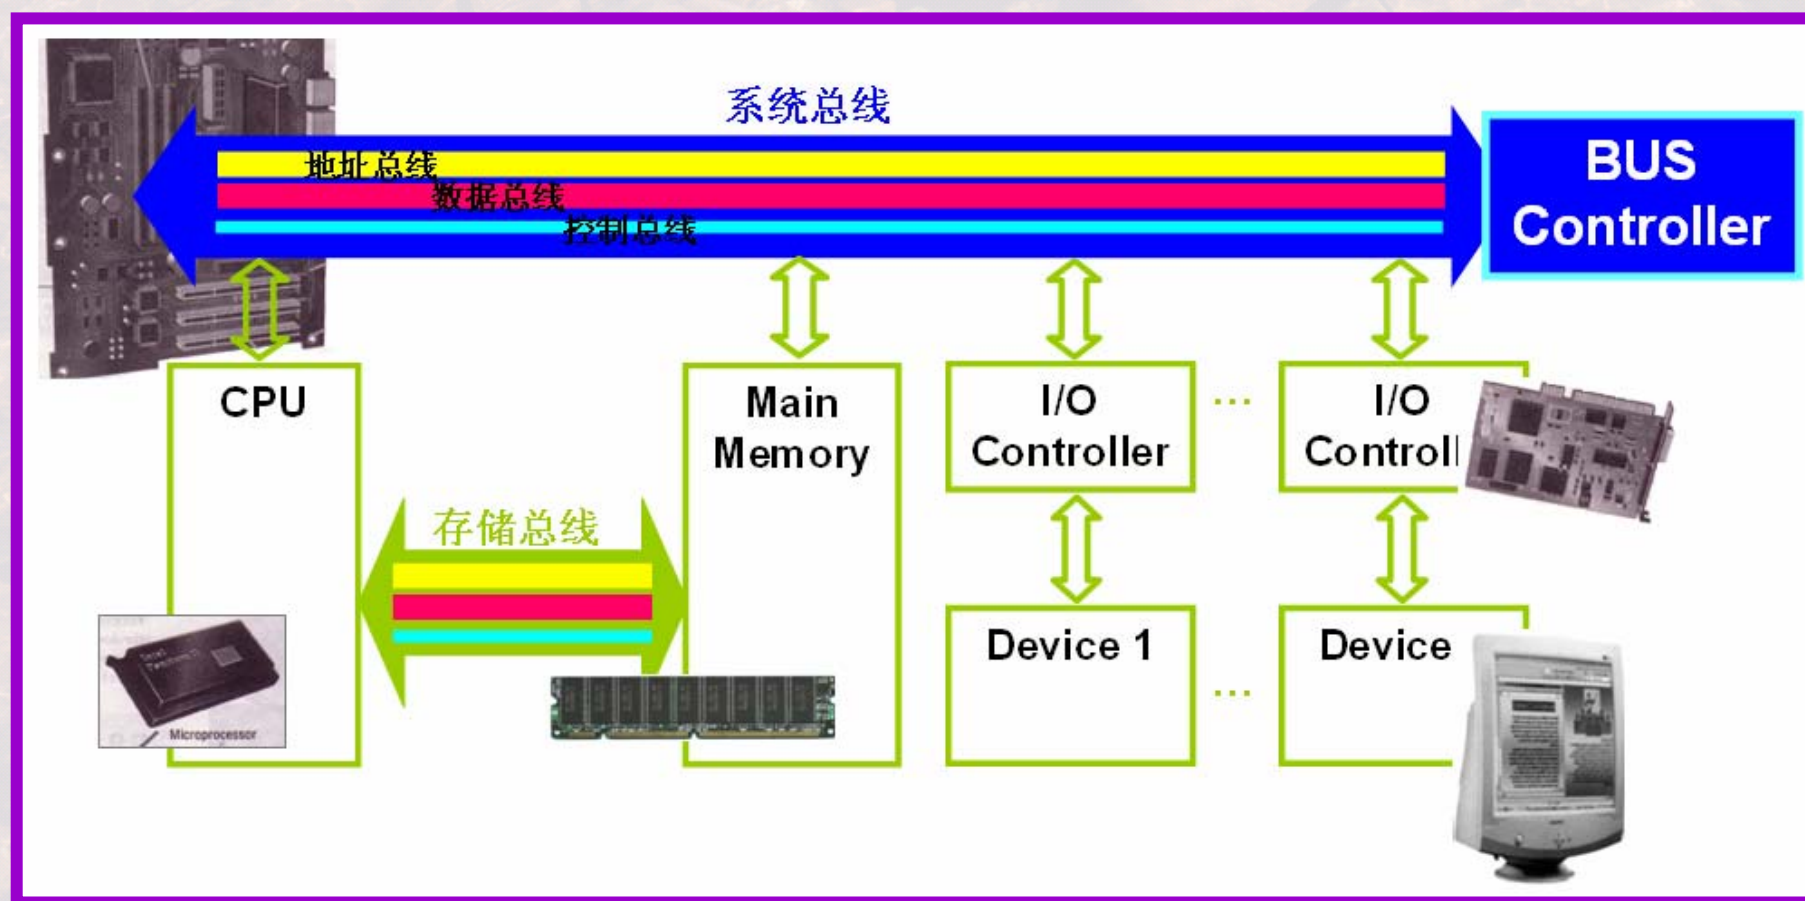 系统总线
地址总线
数据总线
控制总线
BUS
Controller
CPU
Main
Memory
I/O
Controller
...
I/O
Controll
存储总线
Device 1
...
Device
Microprocessor